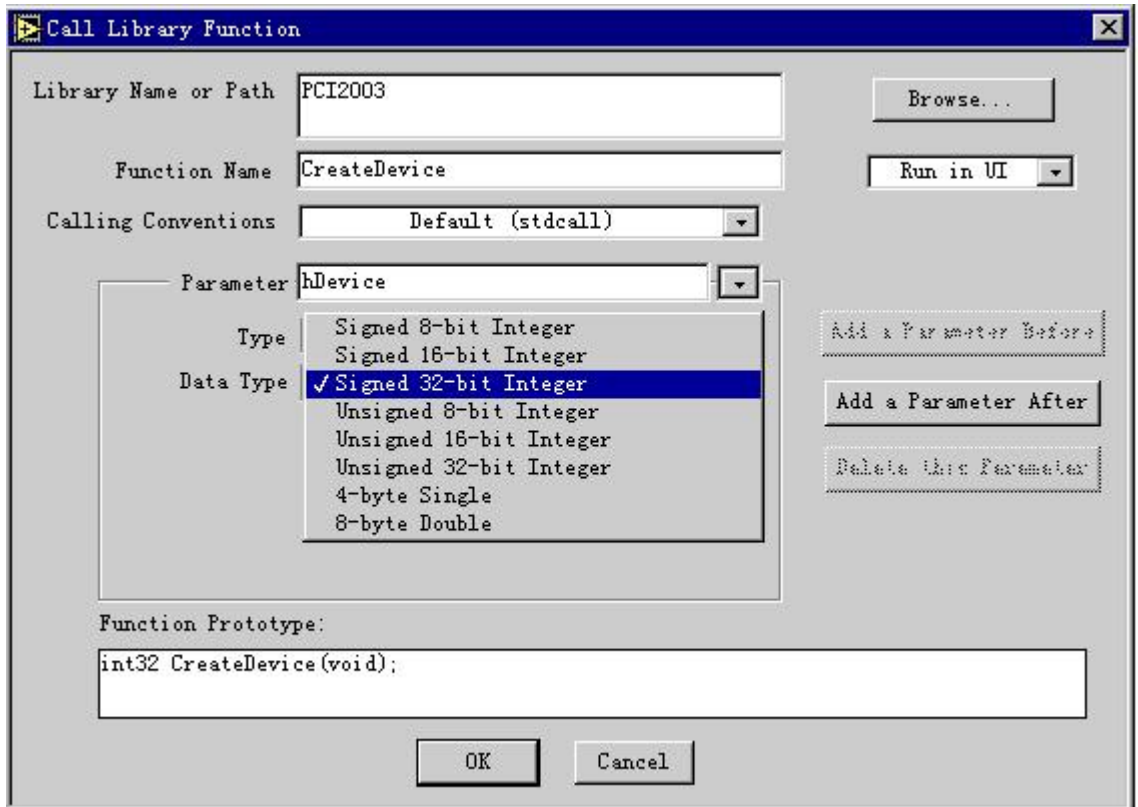 Call Library Function
Library Name or Path PCI2003 Browse...
Function Name CreateDevice Run in UI
Calling Conventions Default (stdcall)
Parameter hDevice
Type
Data Type
Signed 8-bit Integer
Signed 16-bit Integer
✓ Signed 32-bit Integer
Unsigned 8-bit Integer
Unsigned 16-bit Integer
Unsigned 32-bit Integer
4-byte Single
8-byte Double
Add a Parameter Before
Add a Parameter After
Delete this Parameter
Function Prototype:
int32 CreateDevice(void);
OK Cancel